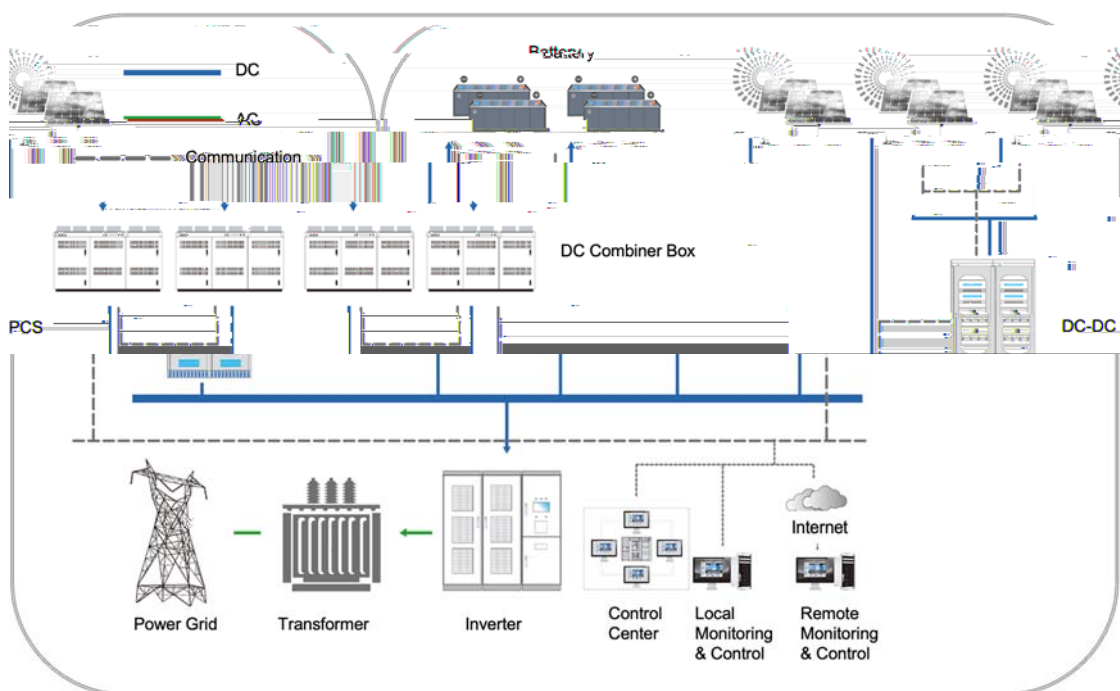 Battery
DC
AC
Communication
DC Combiner Box
PCS
DC-DC
Internet
Power Grid
Transformer
Inverter
Control
Center
Local
Monitoring
& Control
Remote
Monitoring
& Control